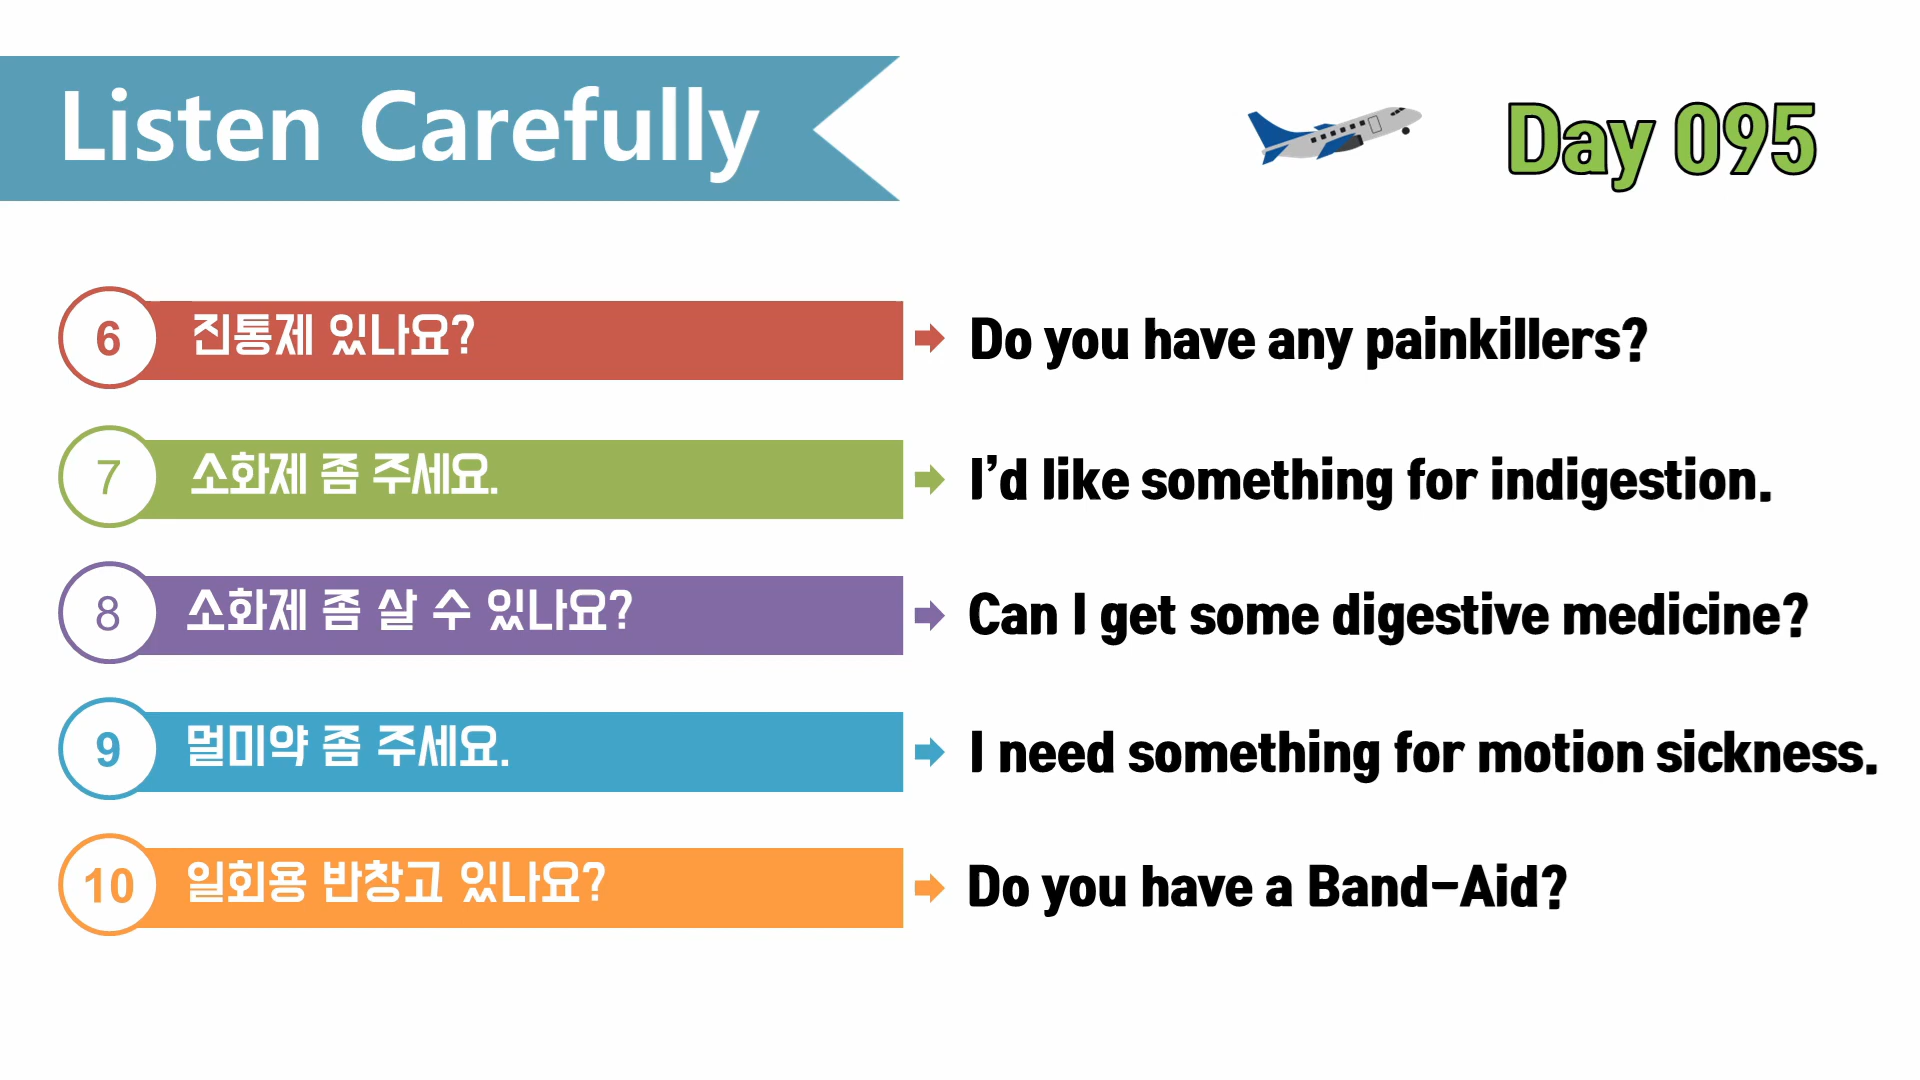 Listen Carefully
Day 095
6 진통제 있나요? Do you have any painkillers?
7 소화제 좀 주세요. I'd like something for indigestion.
8 소화제 좀 살 수 있나요? Can I get some digestive medicine?
9 멀미약 좀 주세요. I need something for motion sickness.
10 일회용 반창고 있나요? Do you have a Band-Aid?